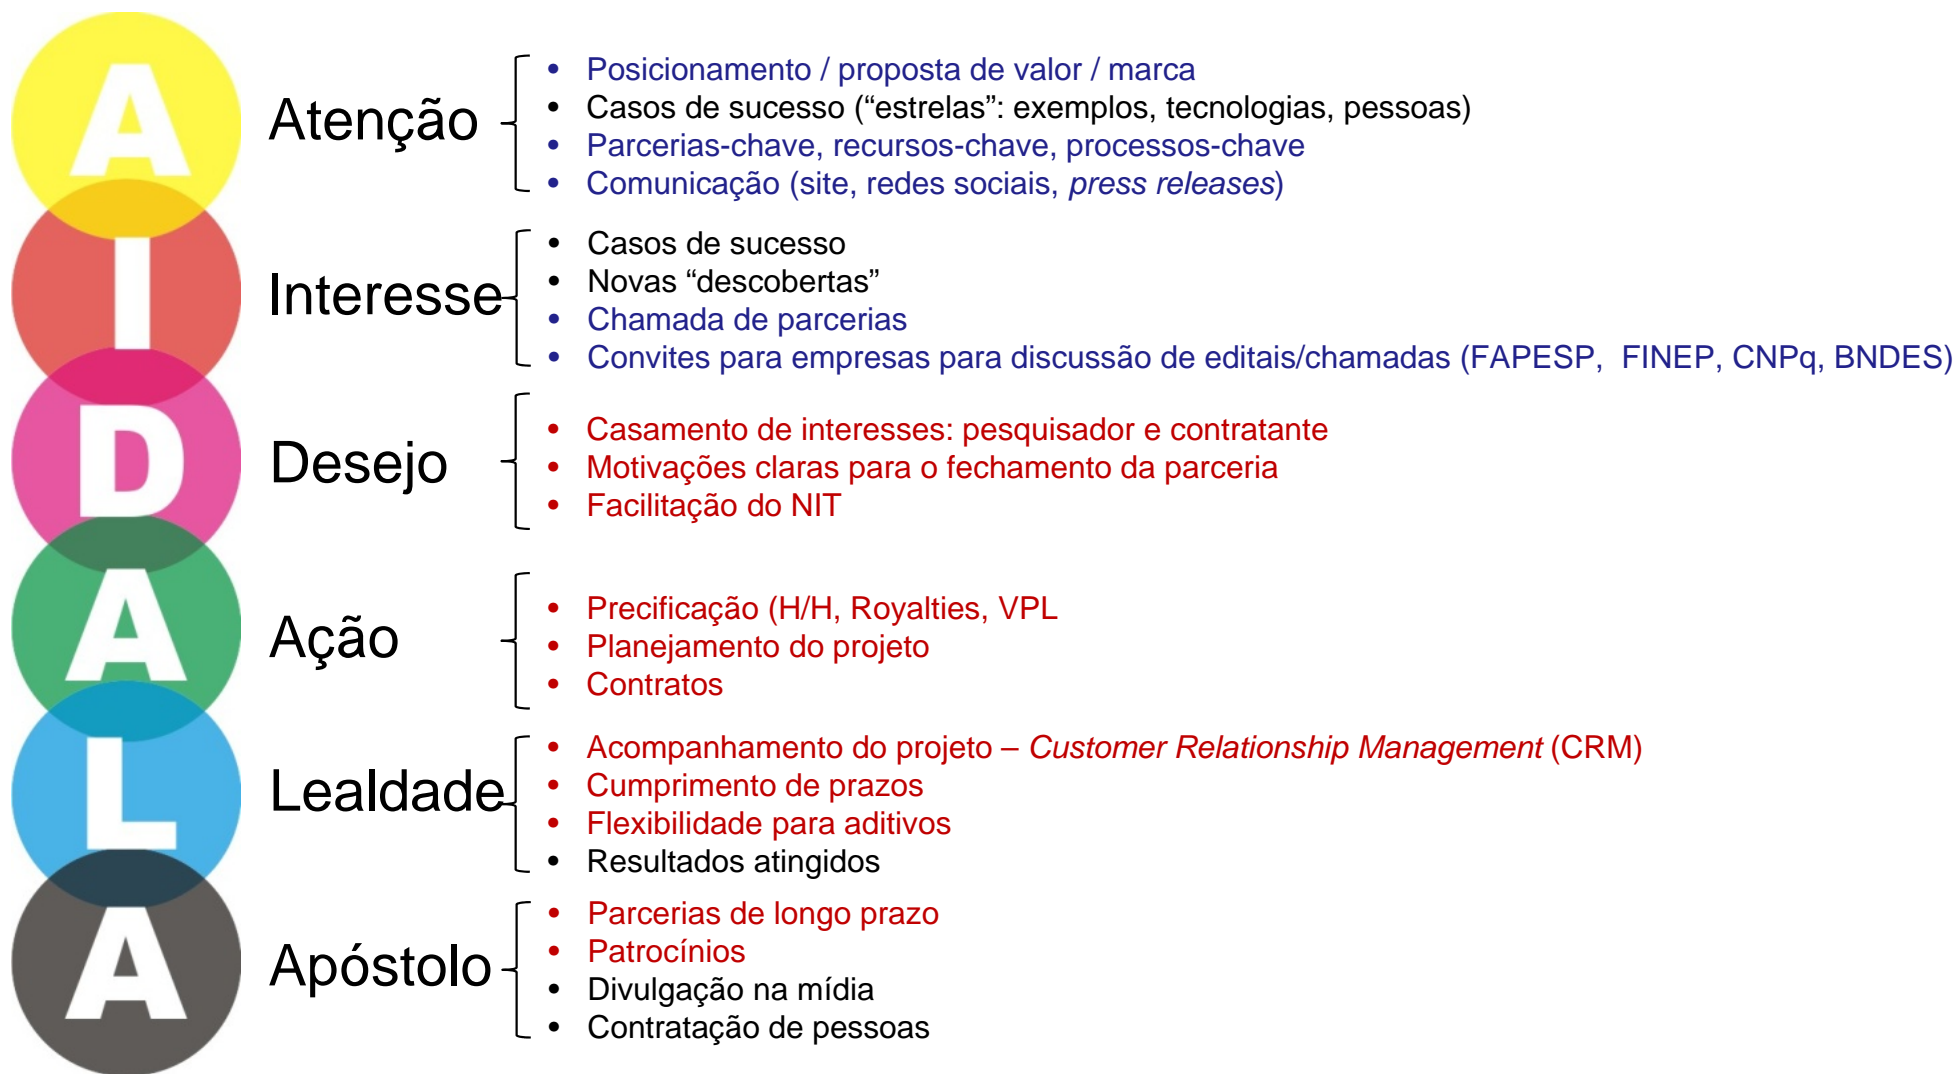 A
Atenção
• Posicionamento / proposta de valor / marca
• Casos de sucesso (“estrelas”: exemplos, tecnologias, pessoas)
• Parcerias-chave, recursos-chave, processos-chave
• Comunicação (site, redes sociais, press releases)
I
Interesse
• Casos de sucesso
• Novas “descobertas”
• Chamada de parcerias
• Convites para empresas para discussão de editais/chamadas (FAPESP, FINEP, CNPq, BNDES)
D
Desejo
• Casamento de interesses: pesquisador e contratante
• Motivações claras para o fechamento da parceria
• Facilitação do NIT
A
Ação
• Precificação (H/H, Royalties, VPL
• Planejamento do projeto
• Contratos
L
Lealdade
• Acompanhamento do projeto – Customer Relationship Management (CRM)
• Cumprimento de prazos
• Flexibilidade para aditivos
• Resultados atingidos
A
Apóstolo
• Parcerias de longo prazo
• Patrocínios
• Divulgação na mídia
• Contratação de pessoas